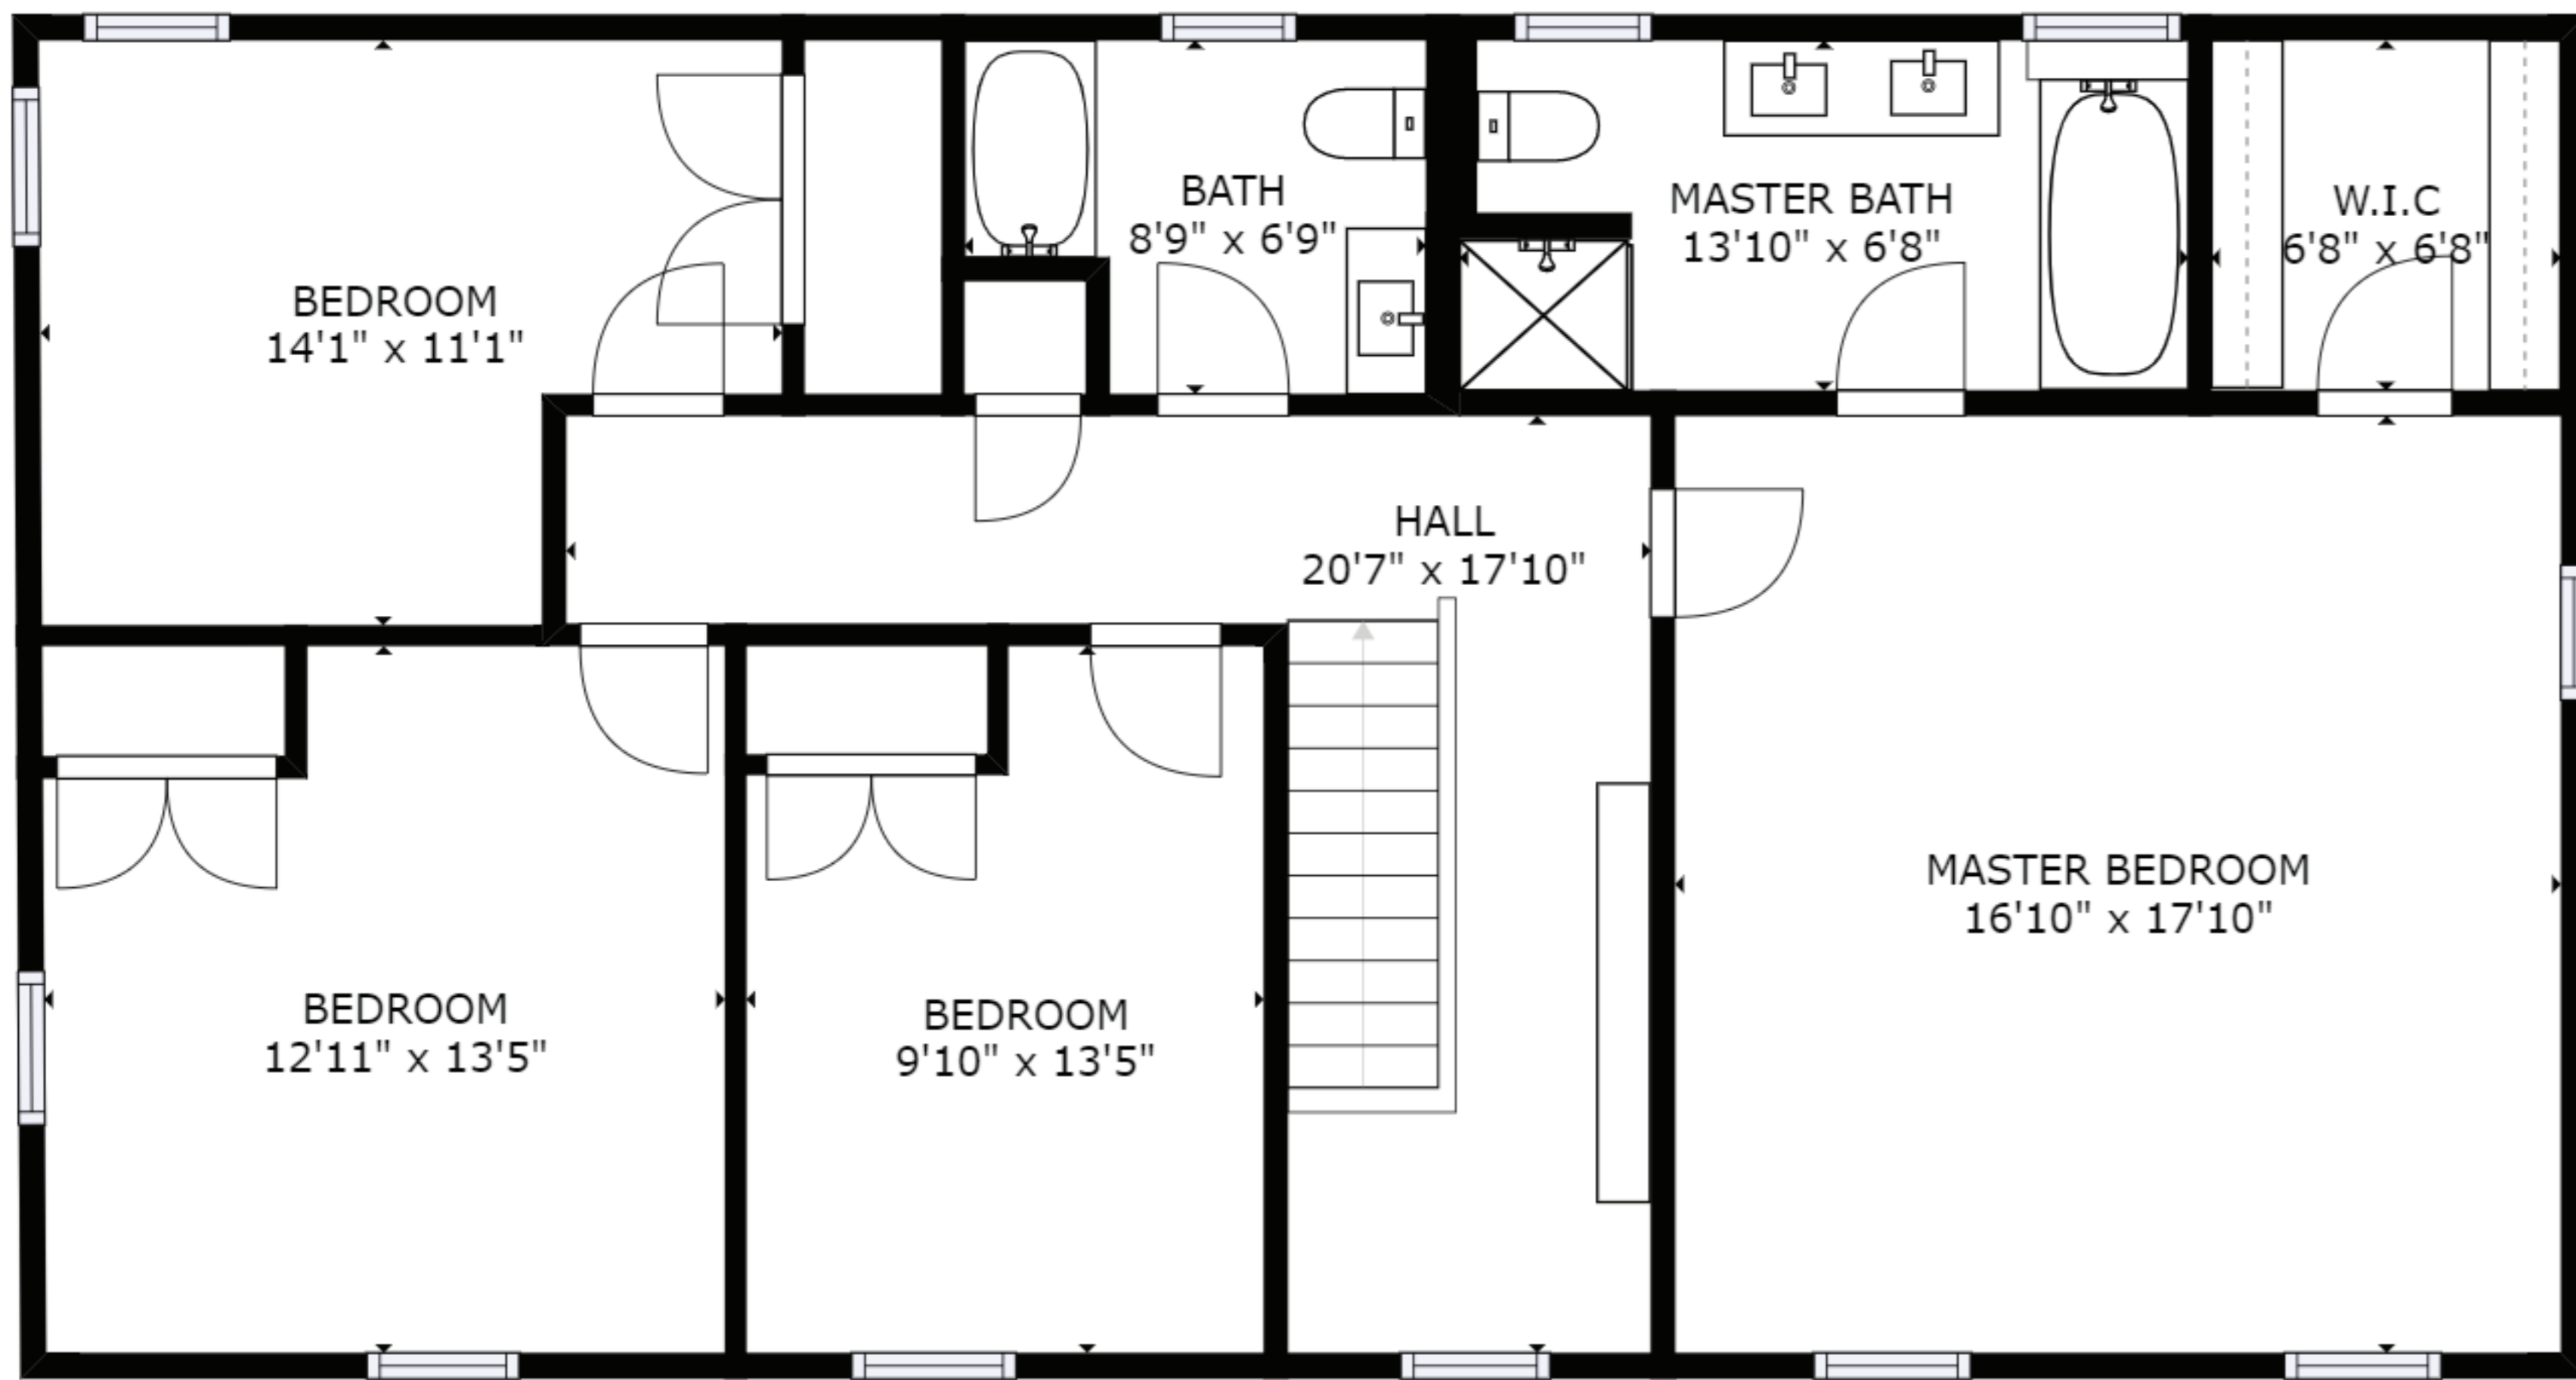 BATH
8'9" x 6'9"
MASTER BATH
13'10" x 6'8"
W.I.C
6'8" x 6'8"
BEDROOM
14'1" x 11'1"
HALL
20'7" x 17'10"
MASTER BEDROOM
16'10" x 17'10"
BEDROOM
12'11" x 13'5"
BEDROOM
9'10" x 13'5"